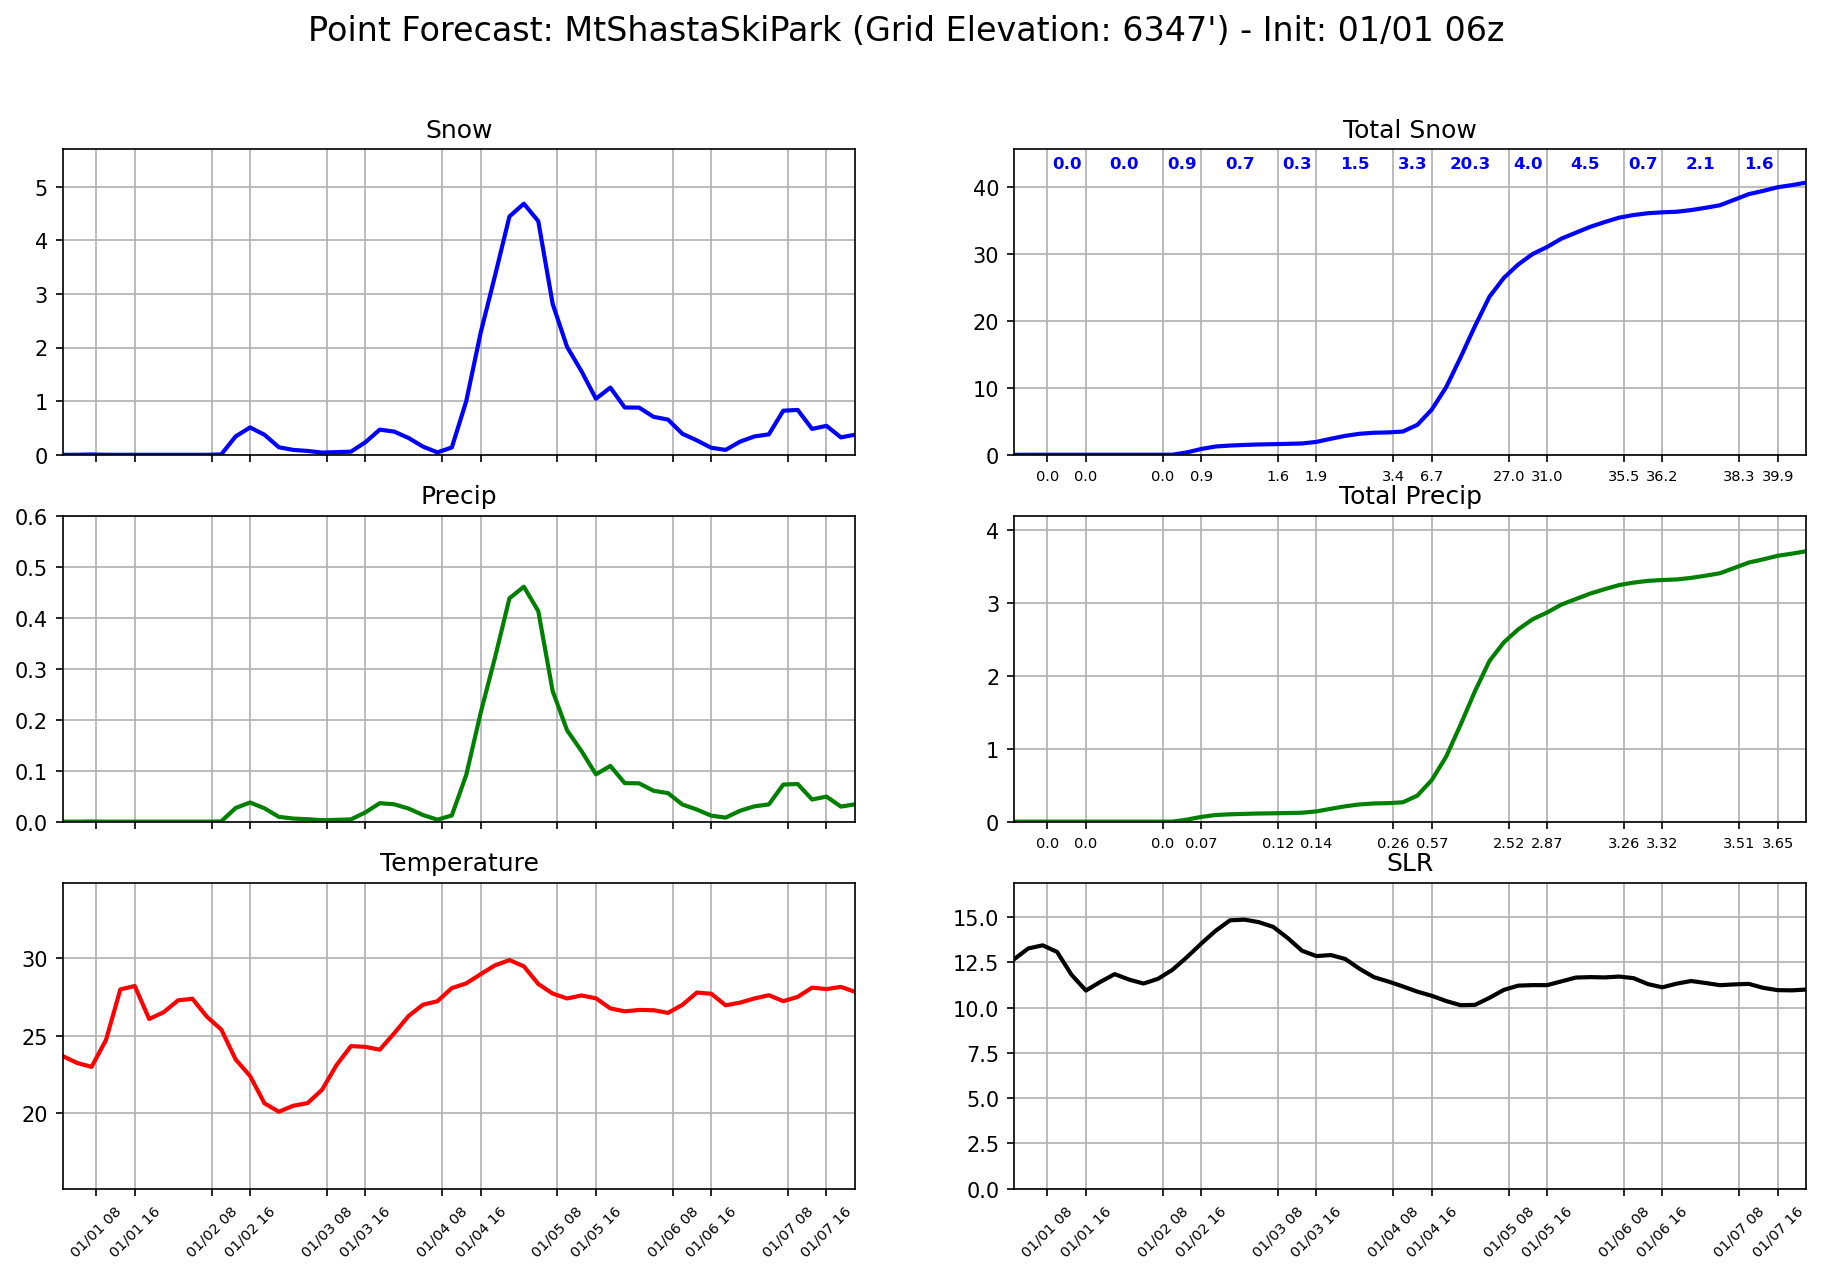 Point Forecast: MtShastaSkiPark (Grid Elevation: 6347') - Init: 01/01 06z
Snow
5
4
3
2
1
0
Total Snow
0.0 0.0 0.9 0.7 0.3 1.5 3.3 20.3 4.0 4.5 0.7 2.1 1.6
40
30
20
10
0
0.0 0.0 0.0 0.9 1.6 1.9 3.4 6.7 27.0 31.0 35.5 36.2 38.3 39.9
Precip
0.6
0.5
0.4
0.3
0.2
0.1
0.0
Total Precip
4
3
2
1
0
0.0 0.0 0.0 0.07 0.12 0.14 0.26 0.57 2.52 2.87 3.26 3.32 3.51 3.65
Temperature
30
25
20
01/01 08 01/01 16 01/02 08 01/02 16 01/03 08 01/03 16 01/04 08 01/04 16 01/05 08 01/05 16 01/06 08 01/06 16 01/07 08 01/07 16
SLR
15.0
12.5
10.0
7.5
5.0
2.5
0.0
01/01 08 01/01 16 01/02 08 01/02 16 01/03 08 01/03 16 01/04 08 01/04 16 01/05 08 01/05 16 01/06 08 01/06 16 01/07 08 01/07 16